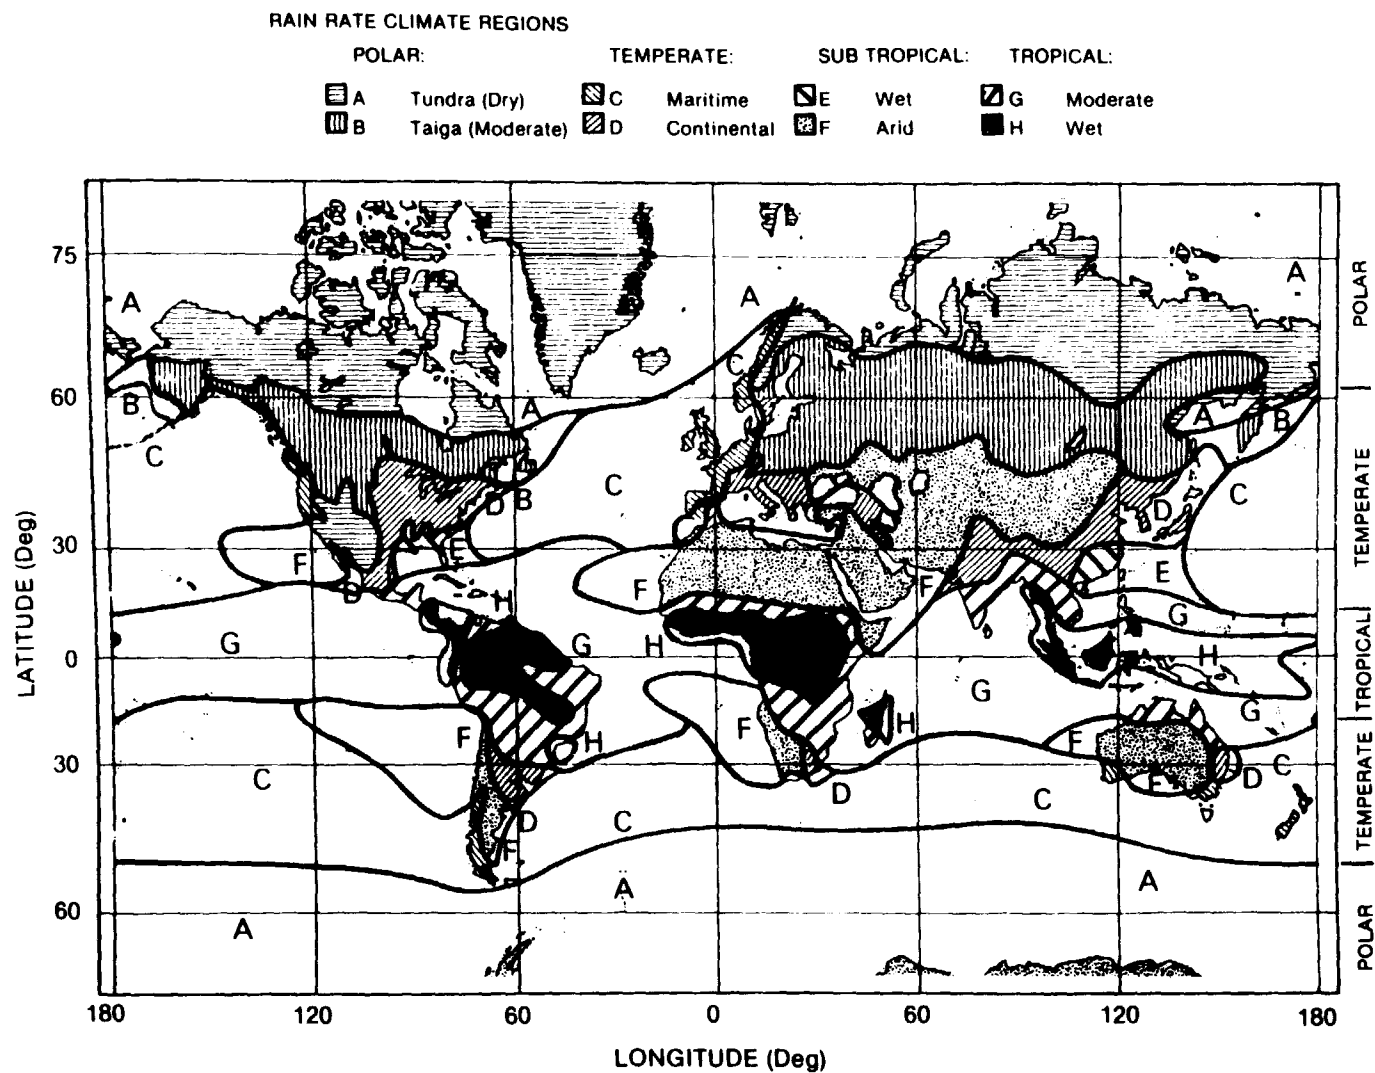 RAIN RATE CLIMATE REGIONS
POLAR: TEMPERATE: SUB TROPICAL: TROPICAL:
A Tundra (Dry) C Maritime E Wet G Moderate
B Taiga (Moderate) D Continental F Arid H Wet
75
A A A
POLAR
C
60
B A A A B
C C B D C D
TEMPERATE
30
F E E
D H F F G
G G H H
0
TROPICAL
G G
F H F H F C
30
C D C E D
TEMPERATE
D C
F
A A
60
A
POLAR
LATITUDE (Deg)
180 120 60 0 60 120 180
LONGITUDE (Deg)